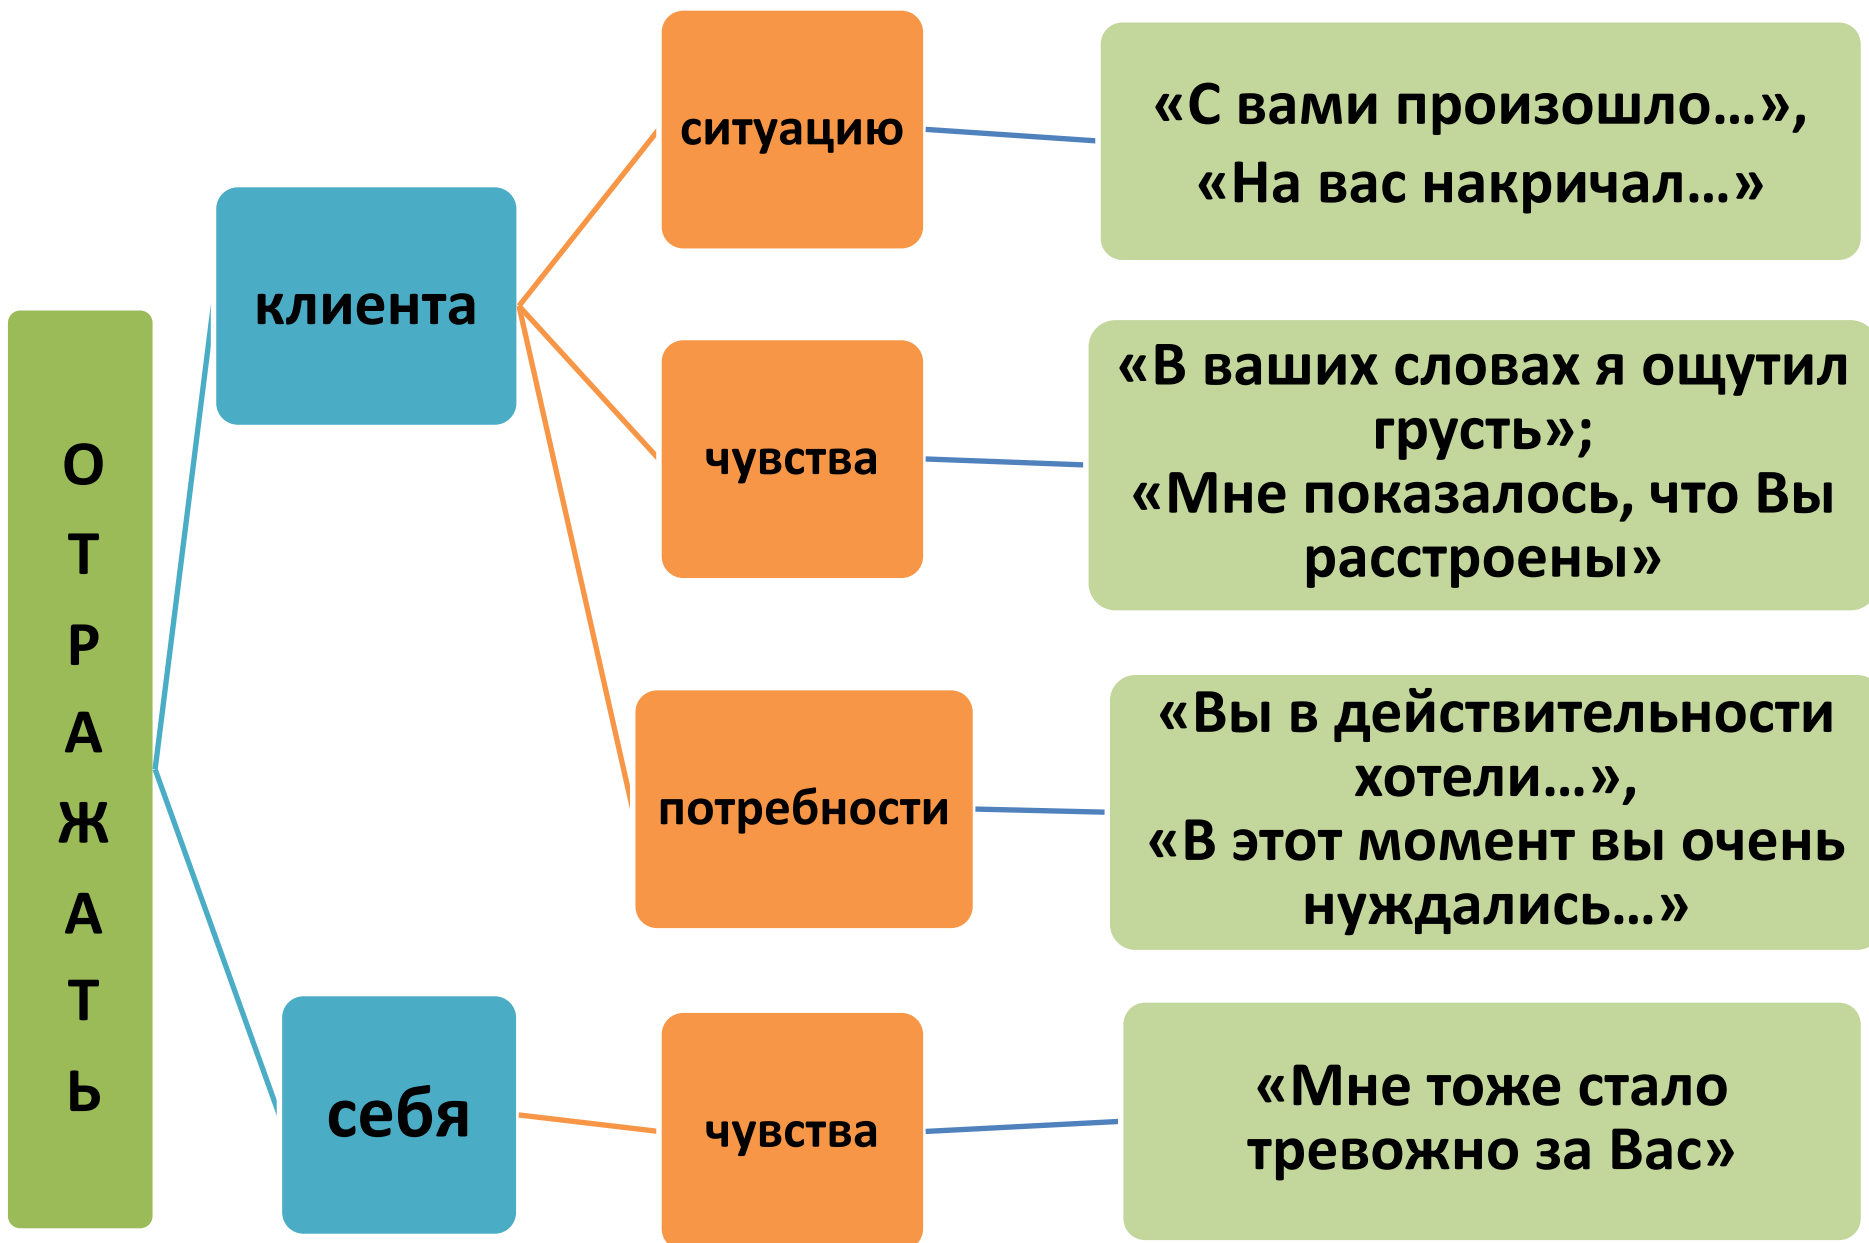 ОТРАЖАТЬ
клиента
ситуацию
«С вами произошло...»,
«На вас накричал...»
чувства
«В ваших словах я ощутил
грусть»;
«Мне показалось, что Вы
расстроены»
потребности
«Вы в действительности
хотели...»,
«В этот момент вы очень
нуждались...»
себя
чувства
«Мне тоже стало
тревожно за Вас»